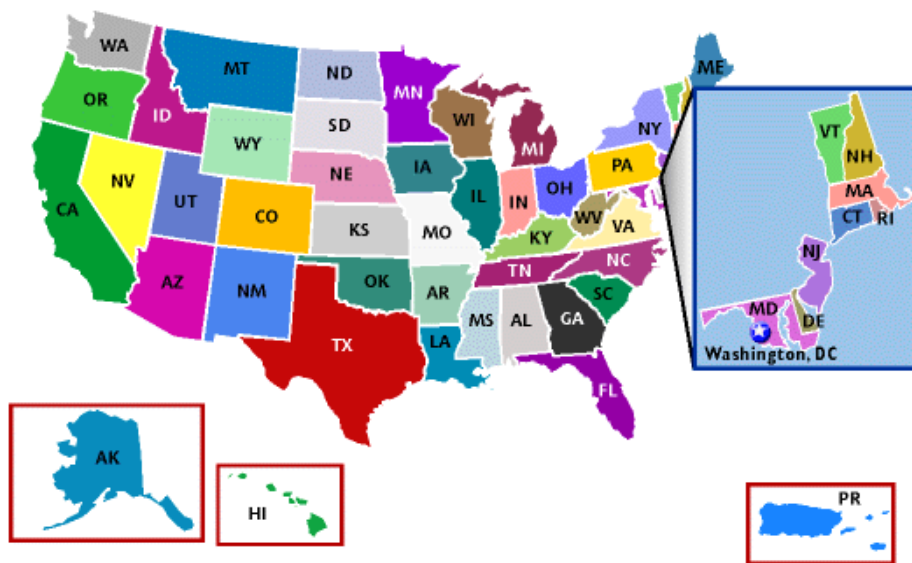 WA
MT
ND
MN
ME
OR
ID
SD
WI
MI
NY
WY
VT
NH
NV
UT
CO
NE
IA
IL
IN
OH
PA
MA
CT
RI
CA
KS
MO
KY
WV
VA
NJ
AZ
NM
OK
AR
TN
NC
SC
MD
DE
TX
LA
MS
AL
GA
FL
Washington, DC
AK
HI
PR